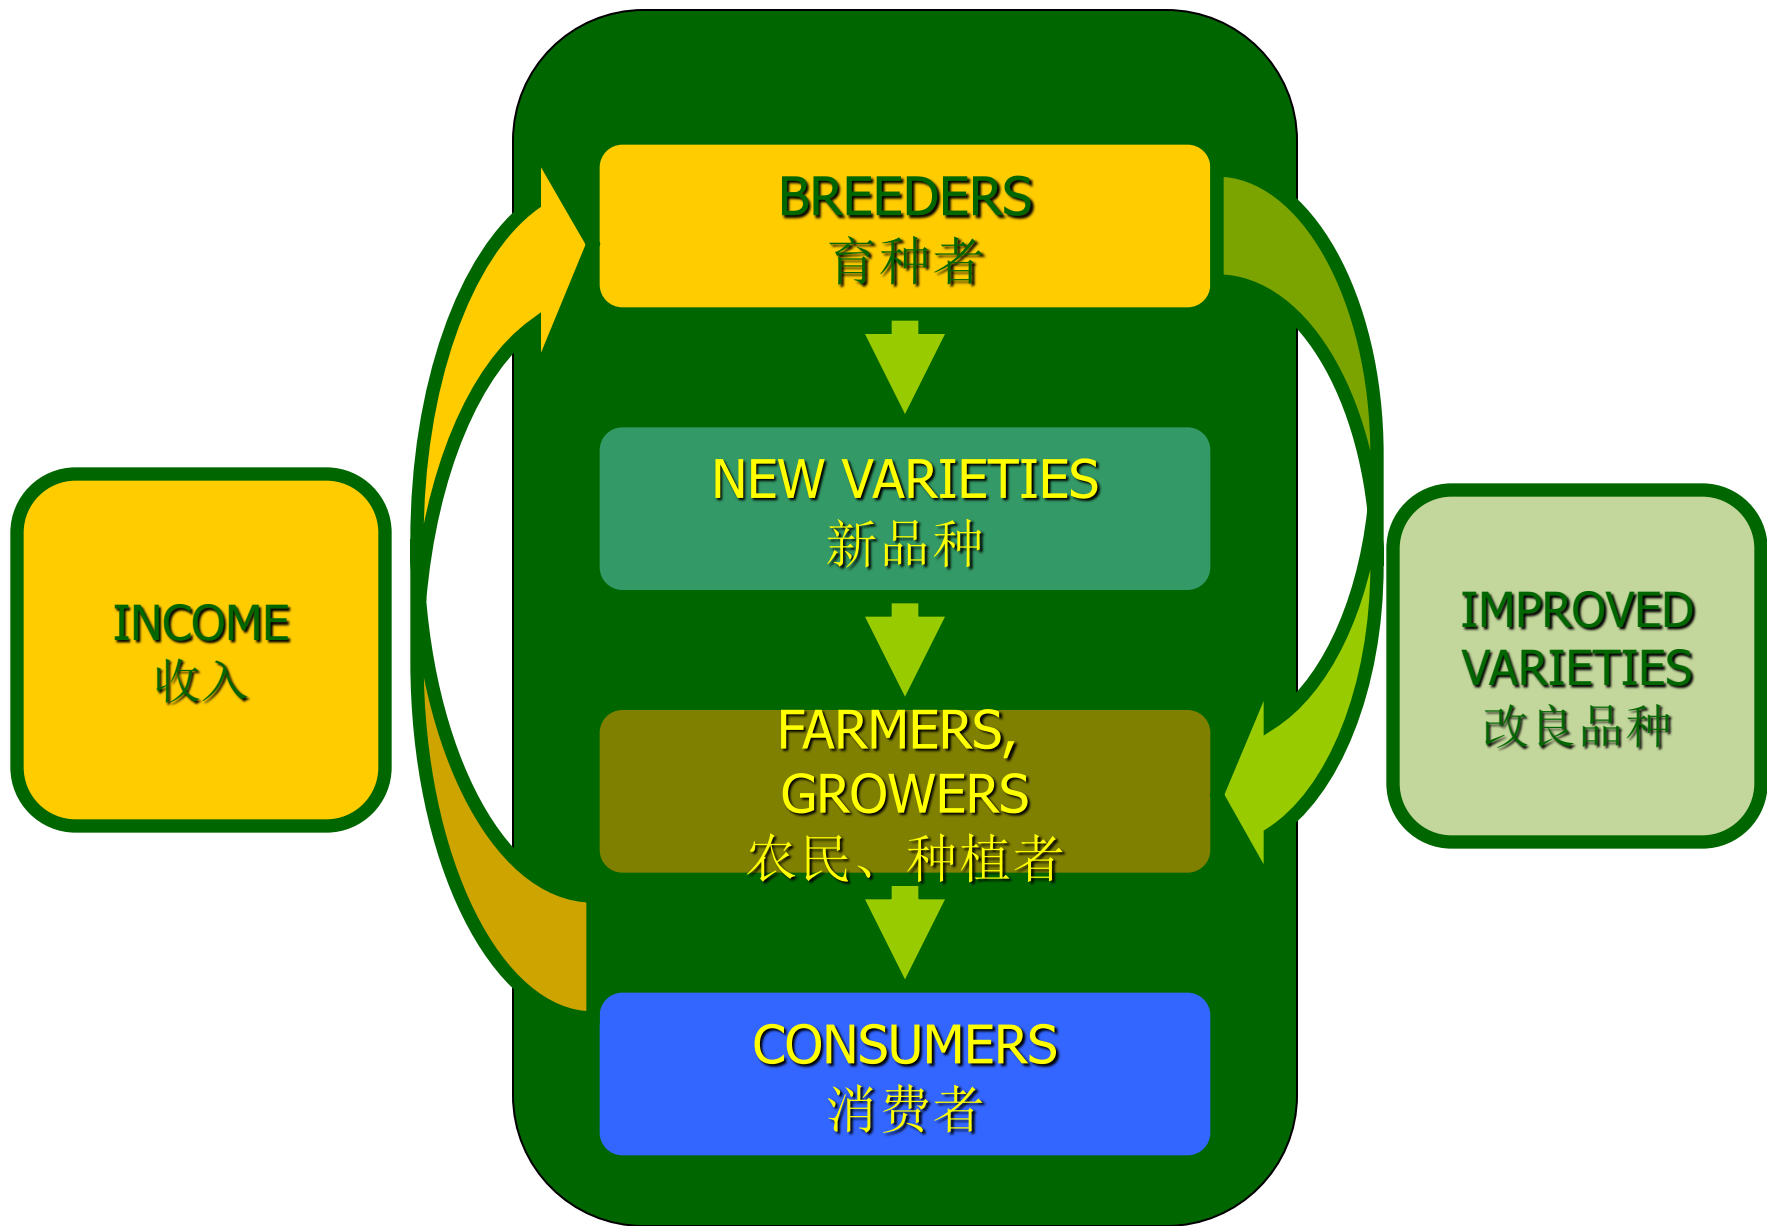 BREEDERS
育种者
NEW VARIETIES
新品种
FARMERS,
GROWERS
农民、种植者
CONSUMERS
消费者
INCOME
收入
IMPROVED
VARIETIES
改良品种